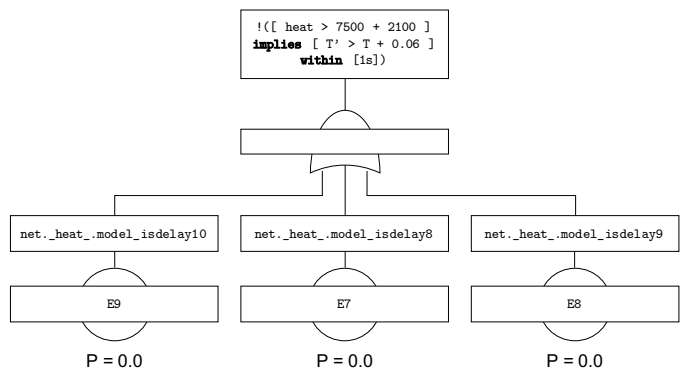 !([ heat > 7500 + 2100 ]
implies [ T' > T + 0.06 ]
within [1s])
net._heat_.model_isdelay10
net._heat_.model_isdelay8
net._heat_.model_isdelay9
E9
E7
E8
P = 0.0
P = 0.0
P = 0.0